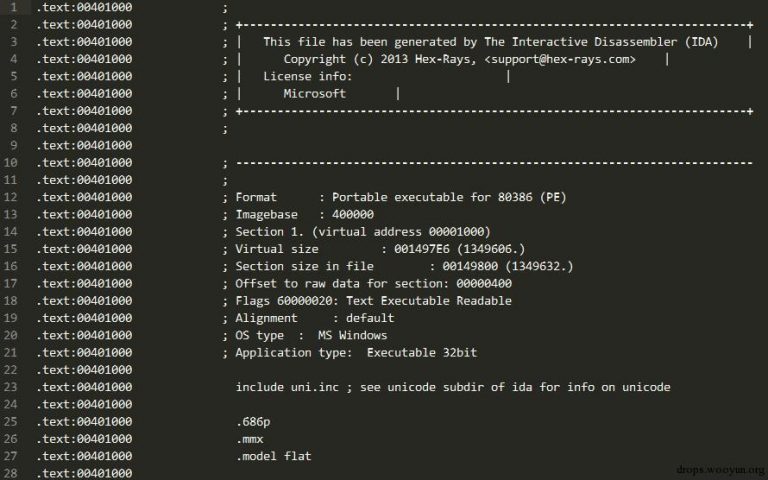 1 .text:00401000 ;
2 .text:00401000 ; +-------------------------------------------------------------------------+
3 .text:00401000 ; | This file has been generated by The Interactive Disassembler (IDA) |
4 .text:00401000 ; | Copyright (c) 2013 Hex-Rays, <support@hex-rays.com> |
5 .text:00401000 ; | License info: |
6 .text:00401000 ; | Microsoft |
7 .text:00401000 ; +-------------------------------------------------------------------------+
8 .text:00401000 ;
9 .text:00401000
10 .text:00401000 ; ---------------------------------------------------------------------------
11 .text:00401000 ;
12 .text:00401000 ; Format : Portable executable for 80386 (PE)
13 .text:00401000 ; Imagebase : 400000
14 .text:00401000 ; Section 1. (virtual address 00001000)
15 .text:00401000 ; Virtual size : 001497E6 (1349606.)
16 .text:00401000 ; Section size in file : 00149800 (1349632.)
17 .text:00401000 ; Offset to raw data for section: 00000400
18 .text:00401000 ; Flags 60000020: Text Executable Readable
19 .text:00401000 ; Alignment : default
20 .text:00401000 ; OS type : MS Windows
21 .text:00401000 ; Application type: Executable 32bit
22 .text:00401000
23 .text:00401000 include uni.inc ; see unicode subdir of ida for info on unicode
24 .text:00401000
25 .text:00401000 .686p
26 .text:00401000 .mmx
27 .text:00401000 .model flat
28 .text:00401000
drops.wooyun.org